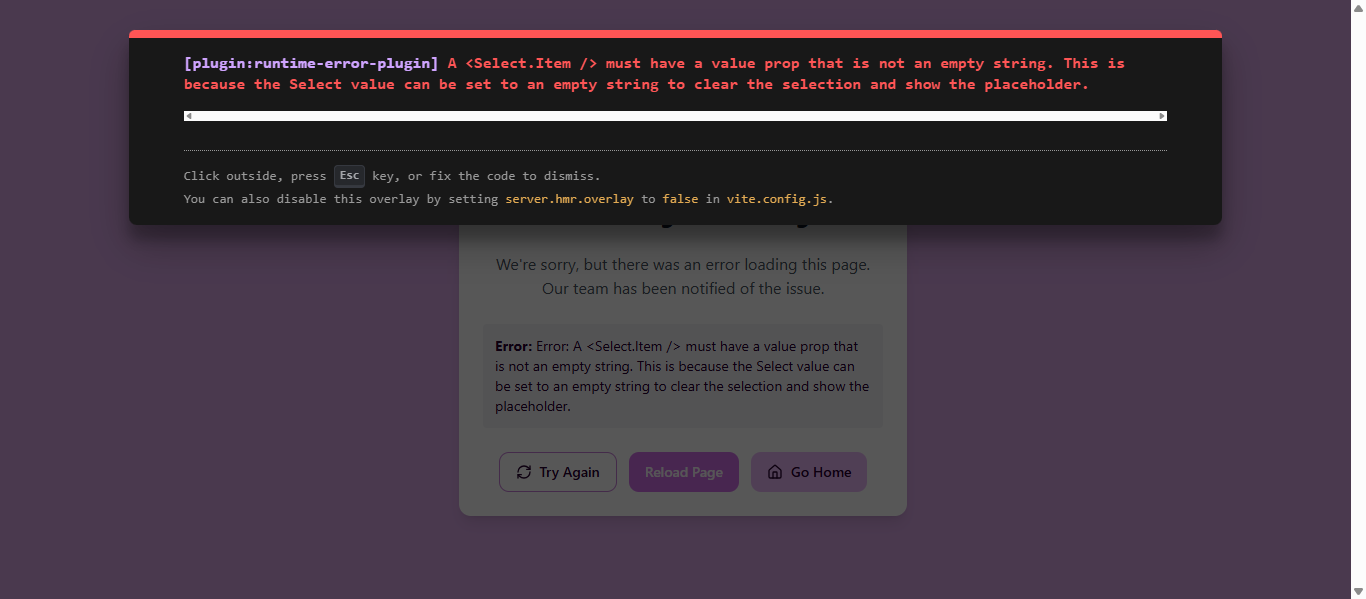 [plugin:runtime-error-plugin] A <Select.Item /> must have a value prop that is not an empty string. This is
because the Select value can be set to an empty string to clear the selection and show the placeholder.
Click outside, press Esc key, or fix the code to dismiss.
You can also disable this overlay by setting server.hmr.overlay to false in vite.config.js.
We're sorry, but there was an error loading this page.
Our team has been notified of the issue.
Error: Error: A <Select.Item /> must have a value prop that
is not an empty string. This is because the Select value can
be set to an empty string to clear the selection and show the
placeholder.
Try Again Reload Page Go Home